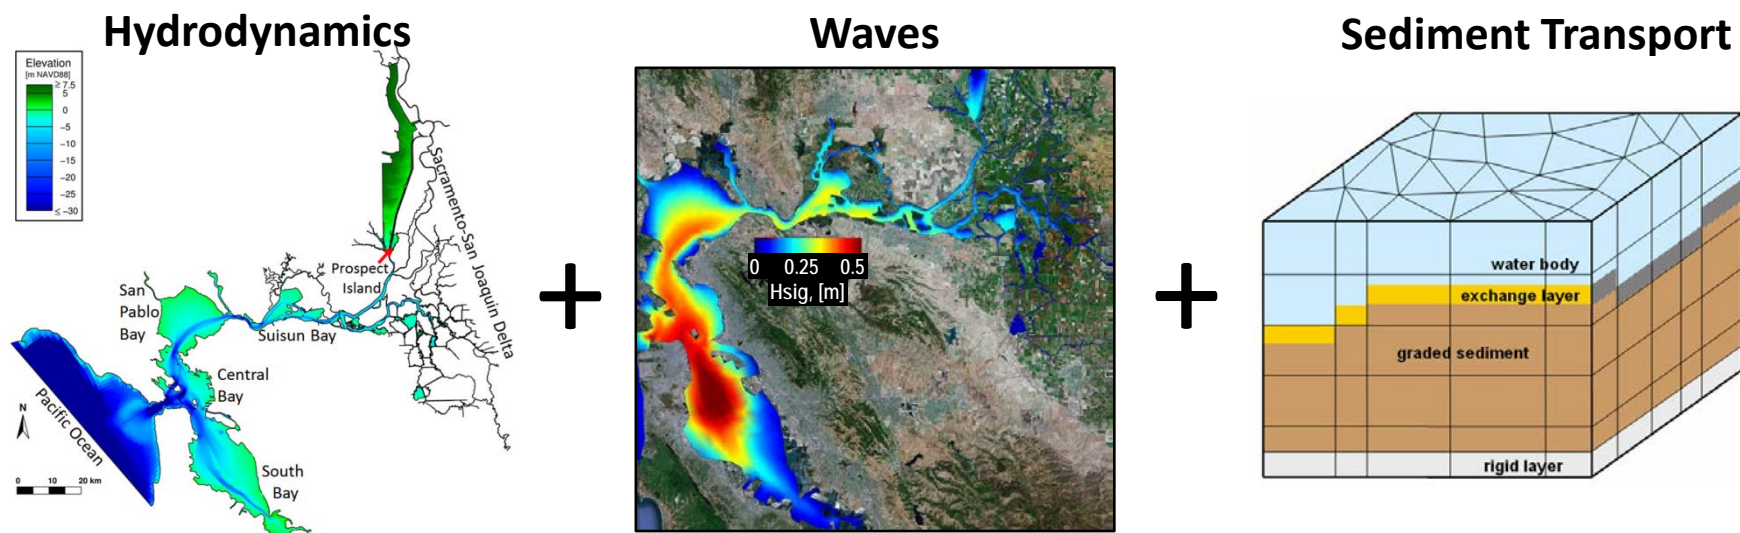 Hydrodynamics
Elevation
[m NAVD88]
≥ 7.5
5
0
−5
−10
−15
−20
−25
≤ −30
Sacramento-San Joaquin Delta
Prospect
Island
San
Pablo
Bay
Suisun Bay
Central
Bay
Pacific Ocean
South
Bay
N
0 10 20 km
+
Waves
0 0.25 0.5
Hsig, [m]
+
Sediment Transport
water body
exchange layer
graded sediment
rigid layer